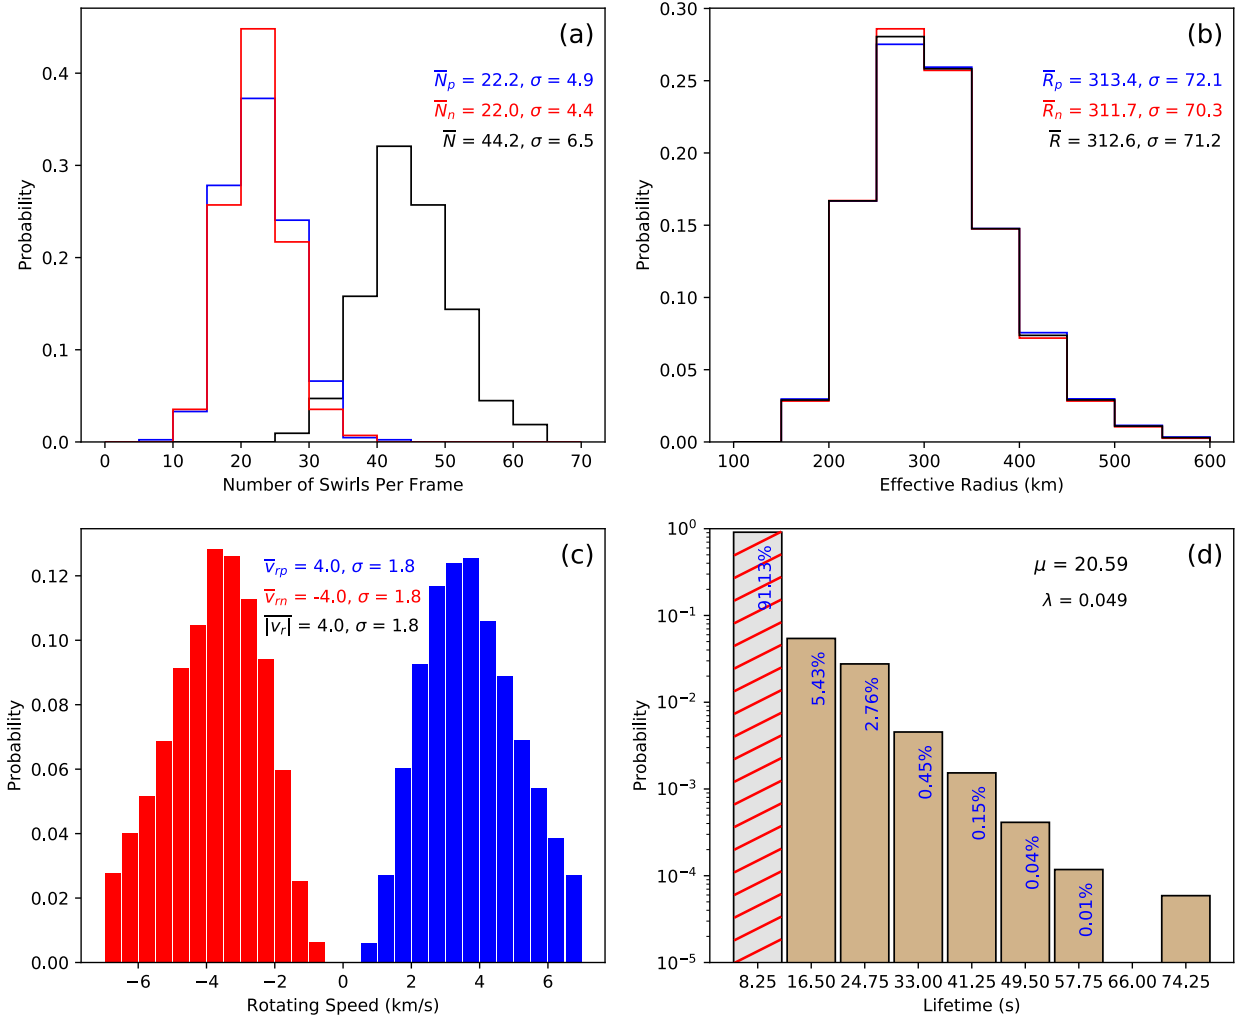 (a)
N̅p = 22.2, σ = 4.9
N̅n = 22.0, σ = 4.4
N̅ = 44.2, σ = 6.5
Probability
0.4
0.3
0.2
0.1
0.0
0 10 20 30 40 50 60 70
Number of Swirls Per Frame
(b)
R̅p = 313.4, σ = 72.1
R̅n = 311.7, σ = 70.3
R̅ = 312.6, σ = 71.2
Probability
0.30
0.25
0.20
0.15
0.10
0.05
0.00
100 200 300 400 500 600
Effective Radius (km)
(c)
v̅rp = 4.0, σ = 1.8
v̅rn = -4.0, σ = 1.8
|v̅r| = 4.0, σ = 1.8
Probability
0.12
0.10
0.08
0.06
0.04
0.02
0.00
−6 −4 −2 0 2 4 6
Rotating Speed (km/s)
(d)
μ = 20.59
λ = 0.049
Probability
10⁰
10⁻¹
10⁻²
10⁻³
10⁻⁴
10⁻⁵
91.13%
5.43%
2.76%
0.45%
0.15%
0.04%
0.01%
8.25 16.50 24.75 33.00 41.25 49.50 57.75 66.00 74.25
Lifetime (s)